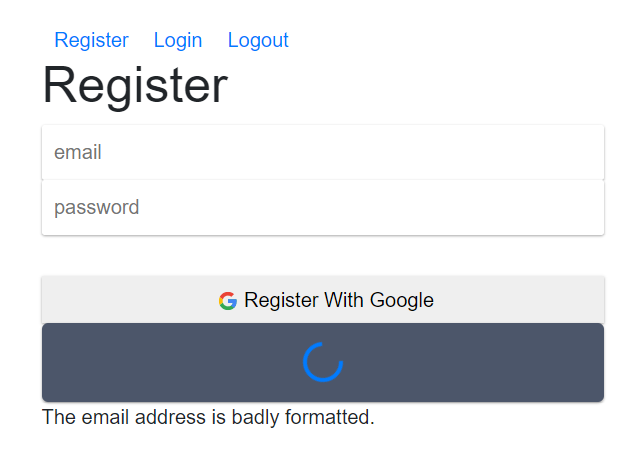 Register Login Logout
Register
email
password
Register With Google
The email address is badly formatted.